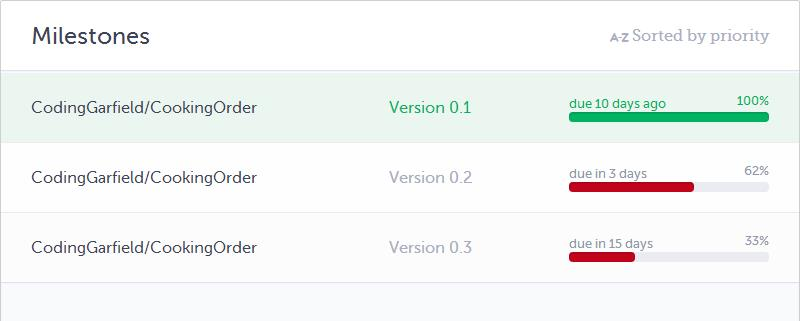 Milestones
A-Z Sorted by priority
CodingGarfield/CookingOrder Version 0.1 due 10 days ago 100%
CodingGarfield/CookingOrder Version 0.2 due in 3 days 62%
CodingGarfield/CookingOrder Version 0.3 due in 15 days 33%